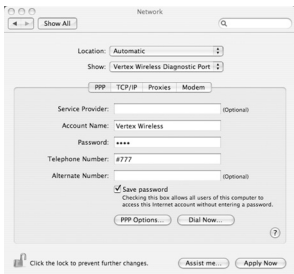 Network
Show All
Location: Automatic
Show: Vertex Wireless Diagnostic Port
PPP TCP/IP Proxies Modem
Service Provider: (Optional)
Account Name: Vertex Wireless
Password: ••••
Telephone Number: #777
Alternate Number: (Optional)
Save password
Checking this box allows all users of this computer to
access this Internet account without entering a password.
PPP Options... Dial Now...
?
Click the lock to prevent further changes. Assist me... Apply Now